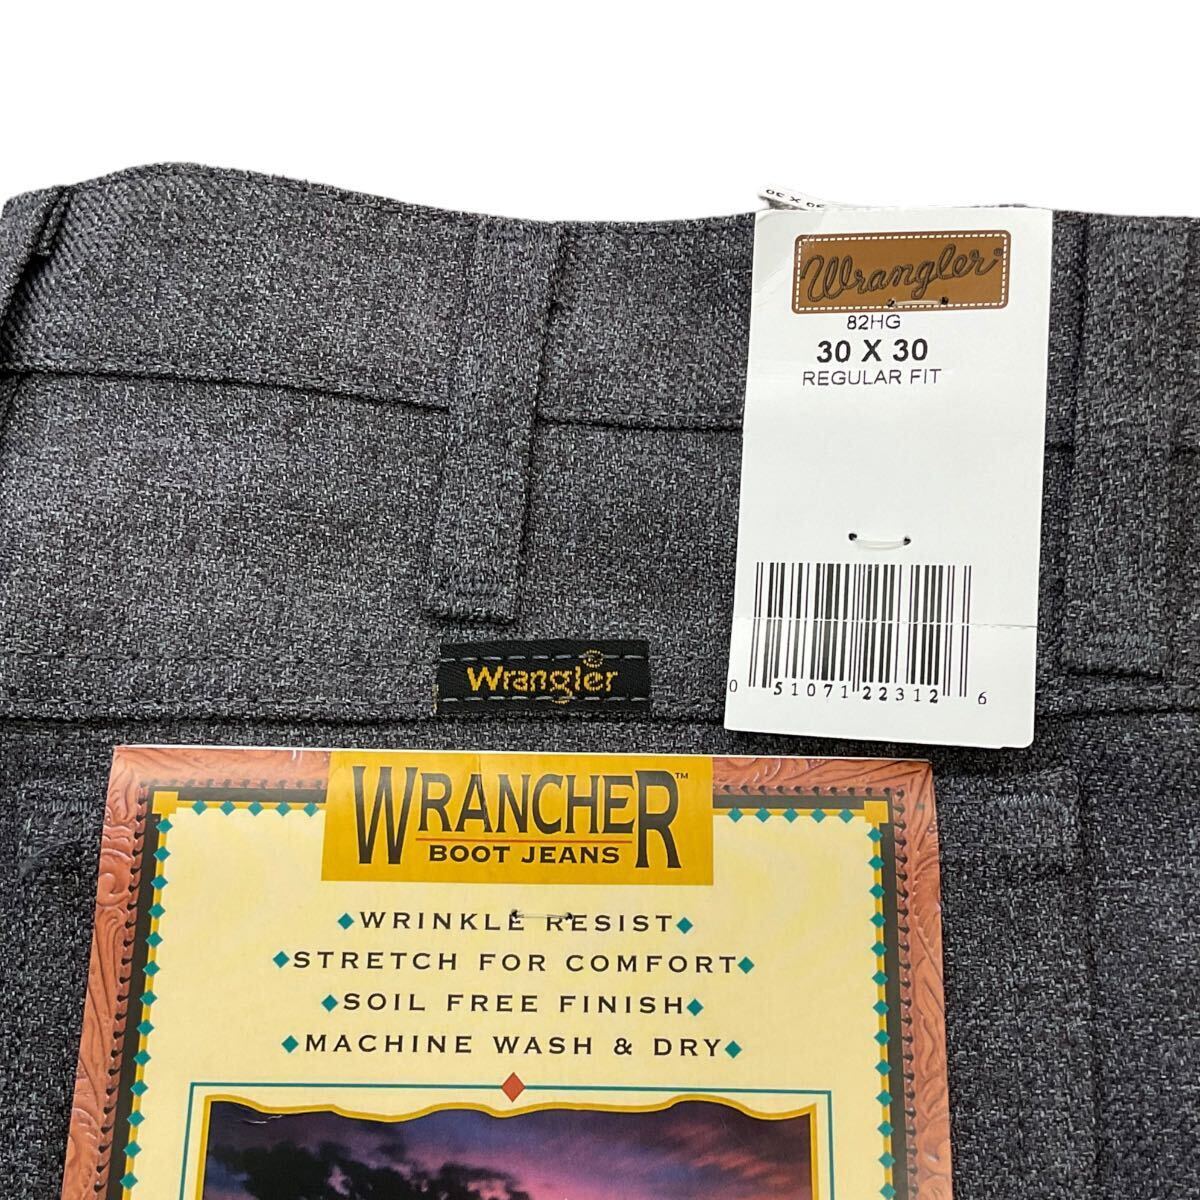 30 X 30
Wrangler®
82HG
30 X 30
REGULAR FIT
0 51071 22312 6
Wrangler®
WRANCHER™
BOOT JEANS
◆WRINKLE RESIST◆
◆STRETCH FOR COMFORT◆
◆SOIL FREE FINISH◆
◆MACHINE WASH & DRY◆